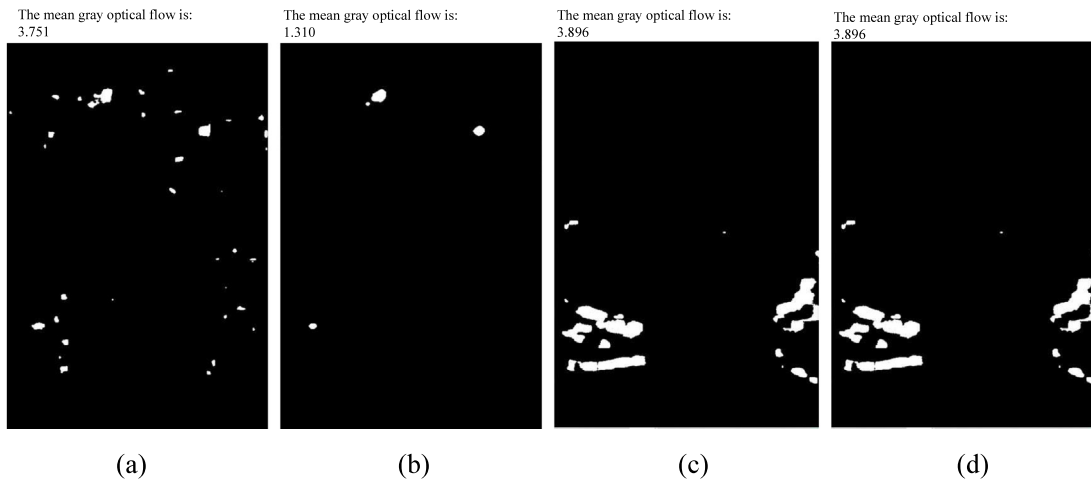 The mean gray optical flow is:
3.751
The mean gray optical flow is:
1.310
The mean gray optical flow is:
3.896
The mean gray optical flow is:
3.896
(a)
(b)
(c)
(d)